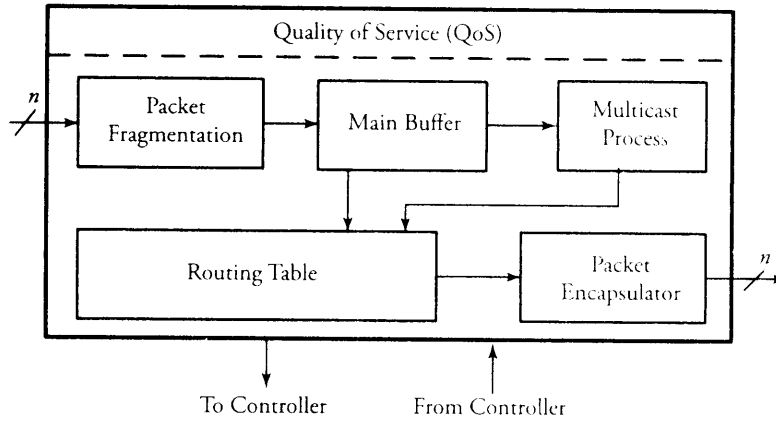 Quality of Service (QoS)
n
Packet
Fragmentation
Main Buffer
Multicast
Process
Routing Table
Packet
Encapsulator
n
To Controller
From Controller